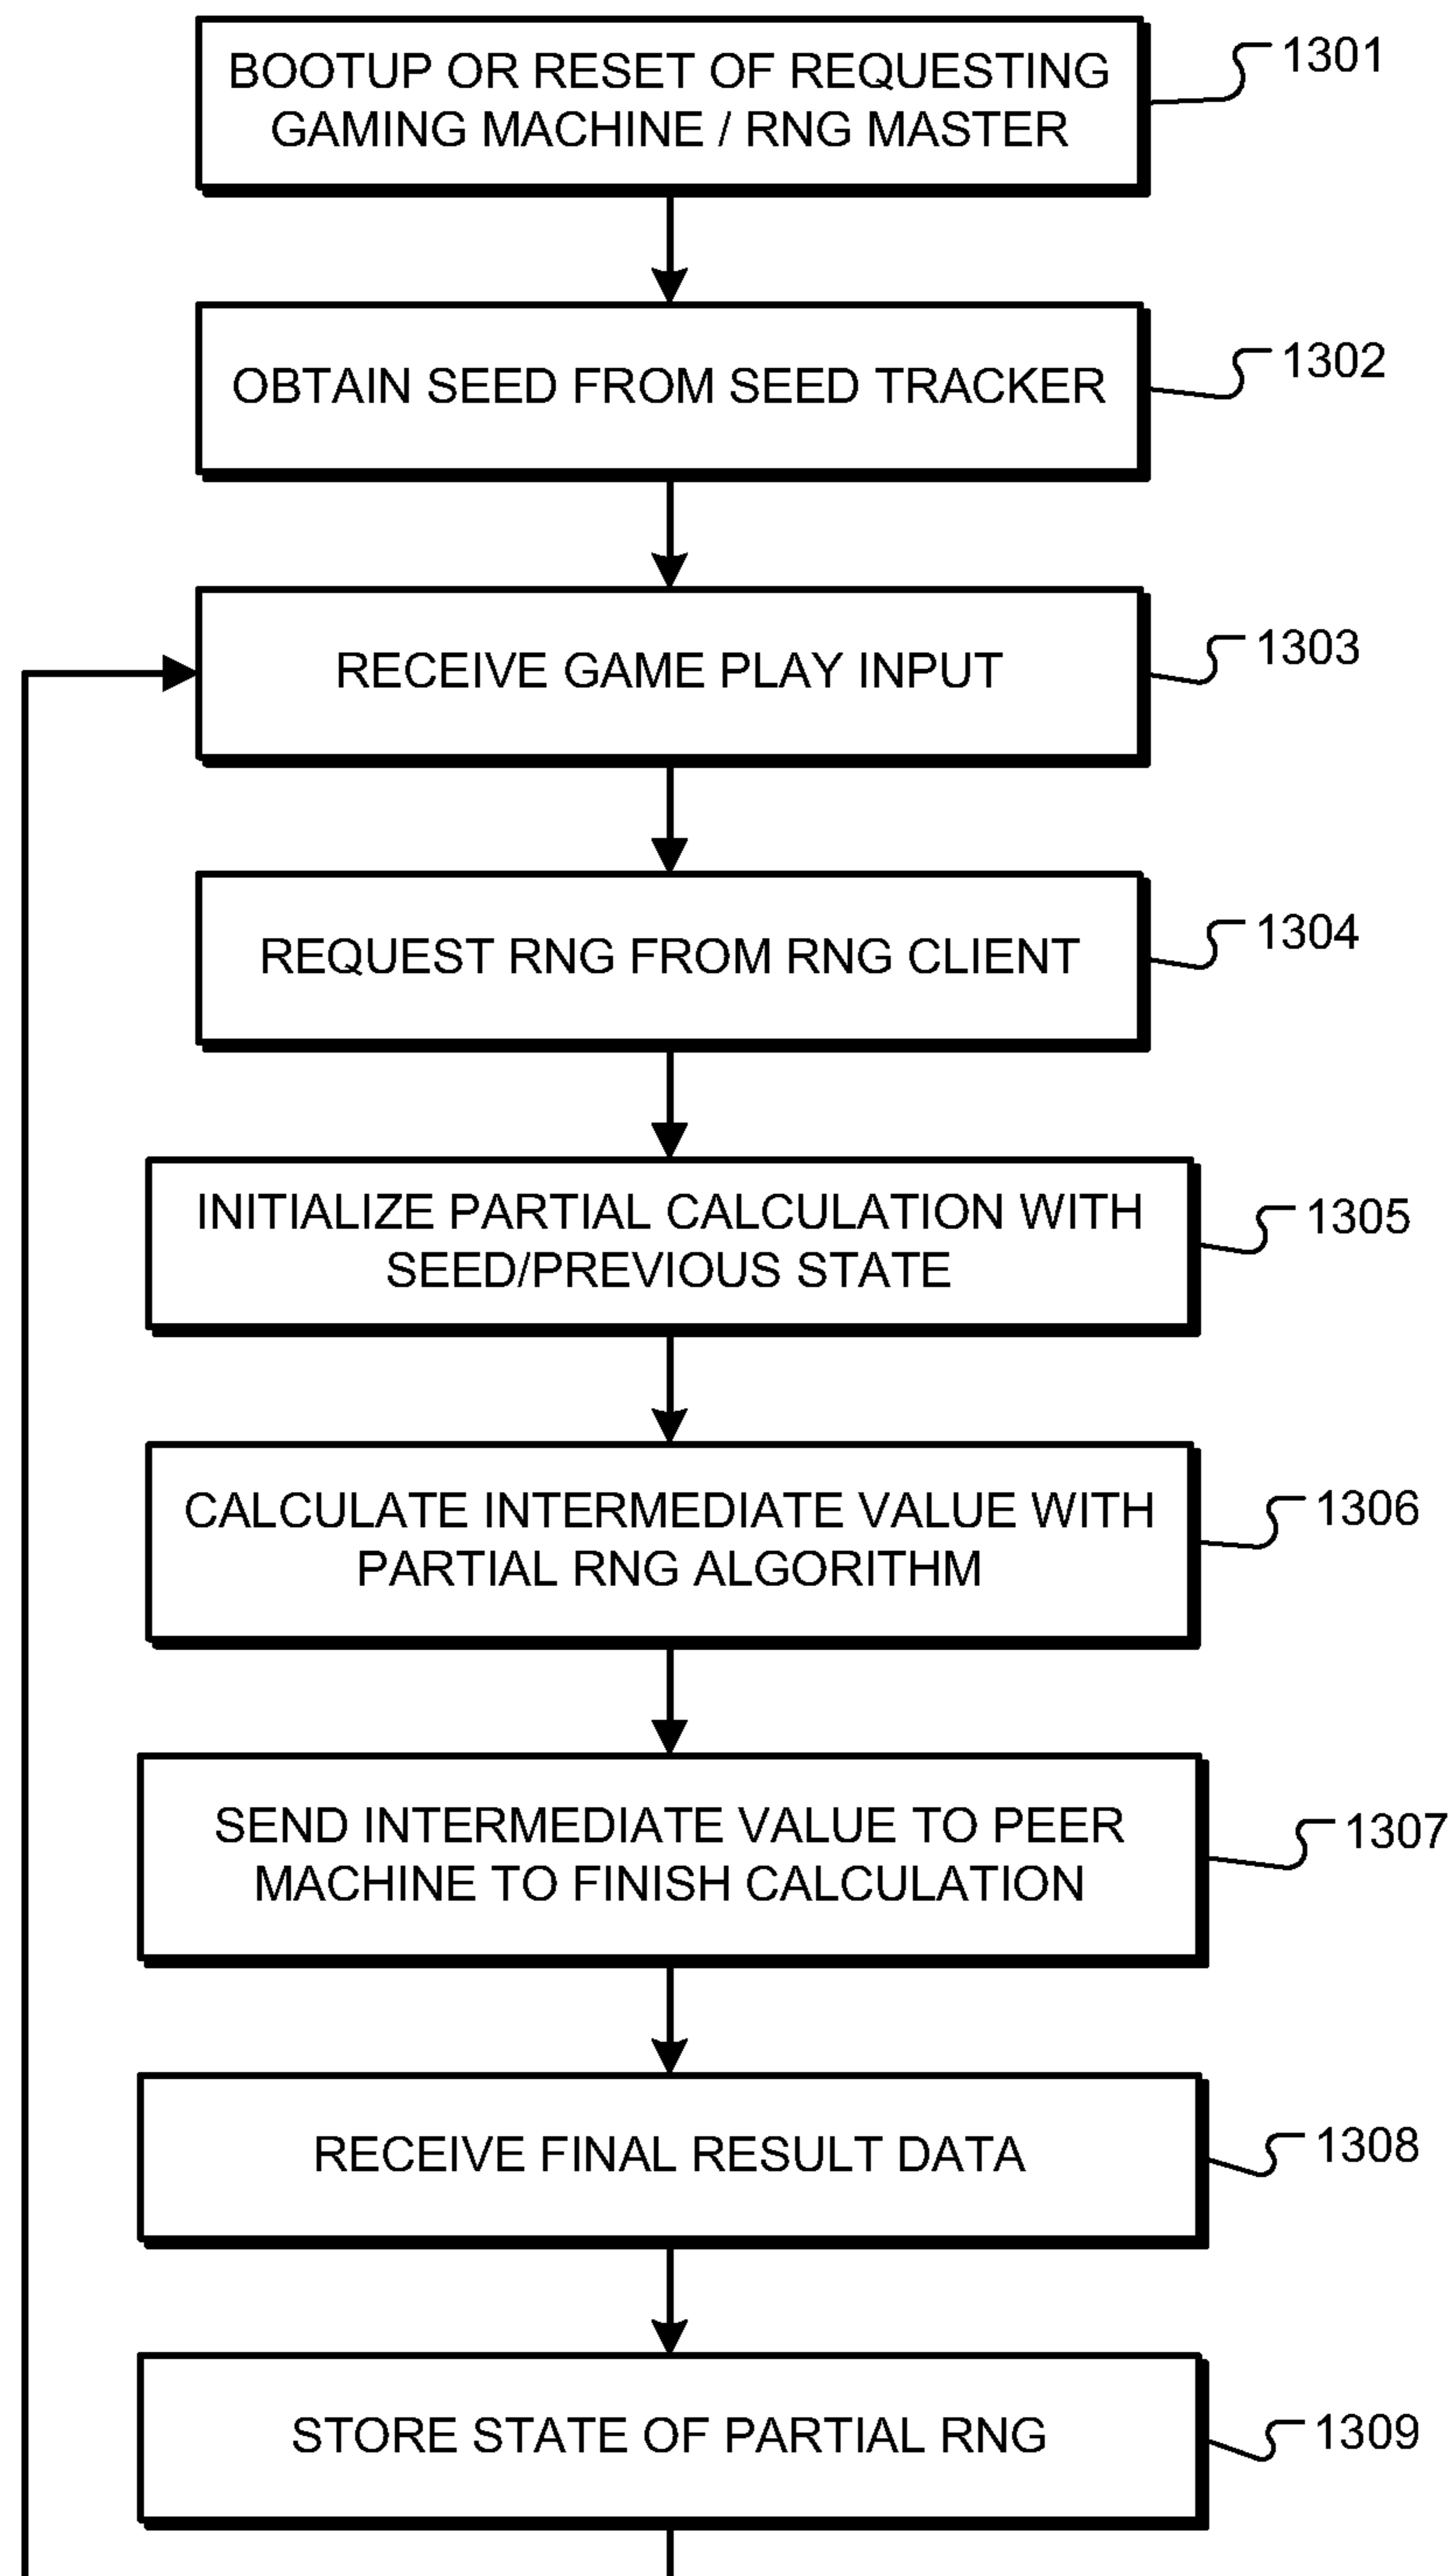 BOOTUP OR RESET OF REQUESTING
GAMING MACHINE / RNG MASTER
1301
OBTAIN SEED FROM SEED TRACKER
1302
RECEIVE GAME PLAY INPUT
1303
REQUEST RNG FROM RNG CLIENT
1304
INITIALIZE PARTIAL CALCULATION WITH
SEED/PREVIOUS STATE
1305
CALCULATE INTERMEDIATE VALUE WITH
PARTIAL RNG ALGORITHM
1306
SEND INTERMEDIATE VALUE TO PEER
MACHINE TO FINISH CALCULATION
1307
RECEIVE FINAL RESULT DATA
1308
STORE STATE OF PARTIAL RNG
1309